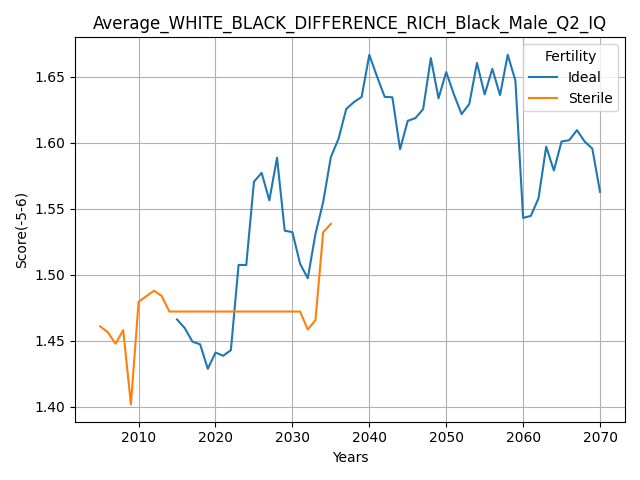 Average_WHITE_BLACK_DIFFERENCE_RICH_Black_Male_Q2_IQ
Fertility
Ideal
Sterile
Score(-5-6)
1.65
1.60
1.55
1.50
1.45
1.40
2010 2020 2030 2040 2050 2060 2070
Years